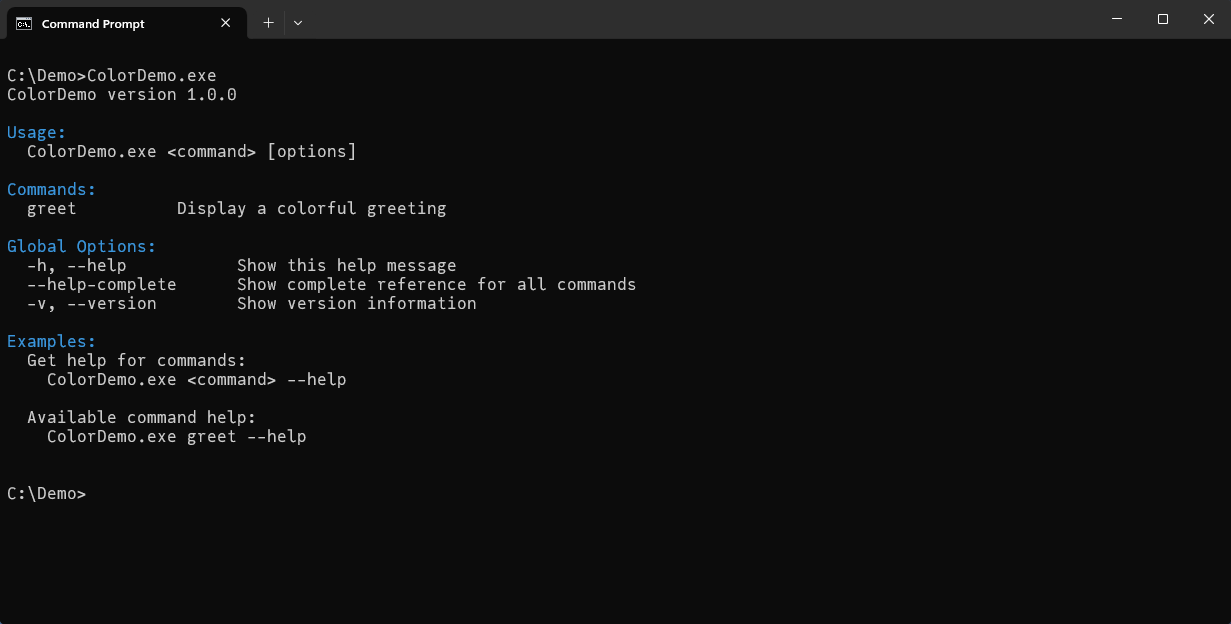 Command Prompt
C:\Demo>ColorDemo.exe
ColorDemo version 1.0.0
Usage:
  ColorDemo.exe <command> [options]
Commands:
  greet          Display a colorful greeting
Global Options:
  -h, --help           Show this help message
  --help-complete      Show complete reference for all commands
  -v, --version        Show version information
Examples:
  Get help for commands:
    ColorDemo.exe <command> --help
  Available command help:
    ColorDemo.exe greet --help
C:\Demo>